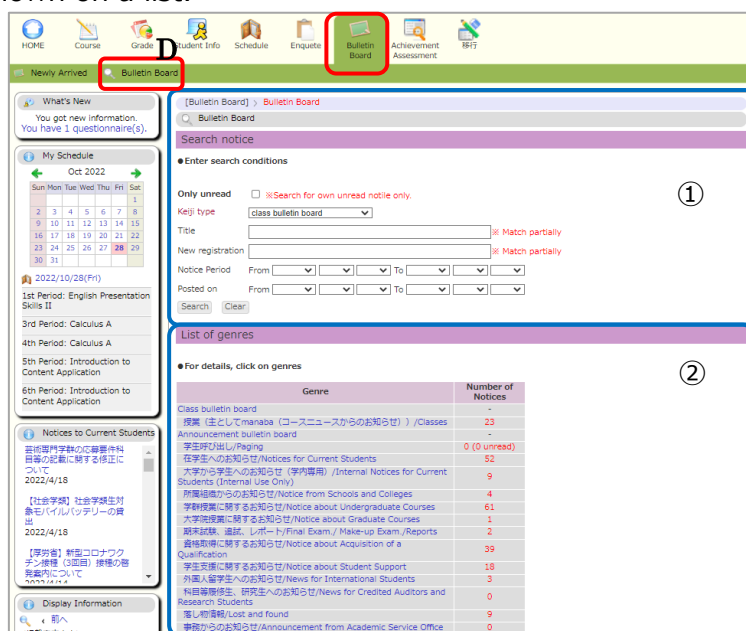 shown on a list.
HOME
Course
Grade
Student Info
Schedule
Enquete
Bulletin
Board
Achievement
Assessment
移行
D
Newly Arrived
Bulletin Board
What's New
You got new information.
You have 1 questionnaire(s).
My Schedule
Oct 2022
Sun Mon Tue Wed Thu Fri Sat
1
2 3 4 5 6 7 8
9 10 11 12 13 14 15
16 17 18 19 20 21 22
23 24 25 26 27 28 29
30 31
2022/10/28(Fri)
1st Period: English Presentation
Skills II
3rd Period: Calculus A
4th Period: Calculus A
5th Period: Introduction to
Content Application
6th Period: Introduction to
Content Application
Notices to Current Students
芸術専門学群の応募要件科
目等の記載に関する修正に
ついて
2022/4/18
【社会学類】社会学類生対
象モバイルバッテリーの貸
出
2022/4/18
【厚労省】新型コロナワク
チン接種（3回目）接種の啓
発案内について
2022/4/14
Display Information
前へ
[Bulletin Board] > Bulletin Board
Bulletin Board
Search notice
●Enter search conditions
①
Only unread ※Search for own unread notile only.
Keiji type class bulletin board
Title ※ Match partially
New registration ※ Match partially
Notice Period From To
Posted on From To
Search Clear
List of genres
●For details, click on genres
②
Genre Number of
Notices
Class bulletin board -
授業（主としてmanaba（コースニュースからのお知らせ））/Classes 23
Announcement bulletin board -
学生呼び出し/Paging 0 (0 unread)
在学生へのお知らせ/Notices for Current Students 52
大学から学生へのお知らせ（学内専用）/Internal Notices for Current
Students (Internal Use Only) 9
所属組織からのお知らせ/Notice from Schools and Colleges 4
学群授業に関するお知らせ/Notice about Undergraduate Courses 61
大学院授業に関するお知らせ/Notice about Graduate Courses 1
期末試験、追試、レポート/Final Exam./ Make-up Exam./Reports 2
資格取得に関するお知らせ/Notice about Acquisition of a
Qualification 39
学生支援に関するお知らせ/Notice about Student Support 18
外国人留学生へのお知らせ/News for International Students 3
科目等履修生、研究生へのお知らせ/News for Credited Auditors and
Research Students 0
落し物情報/Lost and found 9
事務からのお知らせ/Announcement from Academic Service Office 0